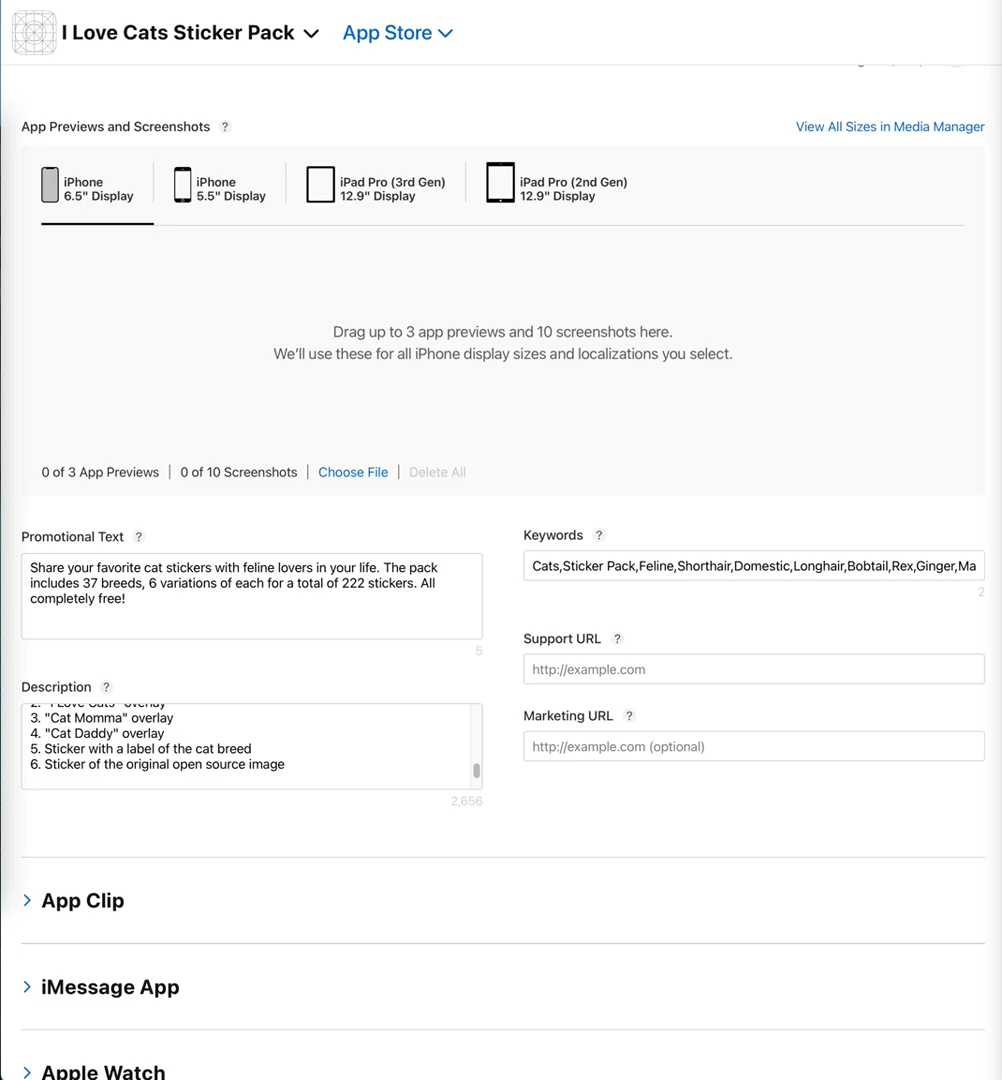 I Love Cats Sticker Pack App Store
App Previews and Screenshots ? View All Sizes in Media Manager
iPhone
6.5" Display
iPhone
5.5" Display
iPad Pro (3rd Gen)
12.9" Display
iPad Pro (2nd Gen)
12.9" Display
Drag up to 3 app previews and 10 screenshots here.
We'll use these for all iPhone display sizes and localizations you select.
0 of 3 App Previews | 0 of 10 Screenshots | Choose File | Delete All
Promotional Text ?
Share your favorite cat stickers with feline lovers in your life. The pack
includes 37 breeds, 6 variations of each for a total of 222 stickers. All
completely free!
5
Description ?
2. "I Love Cats" overlay
3. "Cat Momma" overlay
4. "Cat Daddy" overlay
5. Sticker with a label of the cat breed
6. Sticker of the original open source image
2,656
Keywords ?
Cats,Sticker Pack,Feline,Shorthair,Domestic,Longhair,Bobtail,Rex,Ginger,Ma
2
Support URL ?
http://example.com
Marketing URL ?
http://example.com (optional)
App Clip
iMessage App
Apple Watch